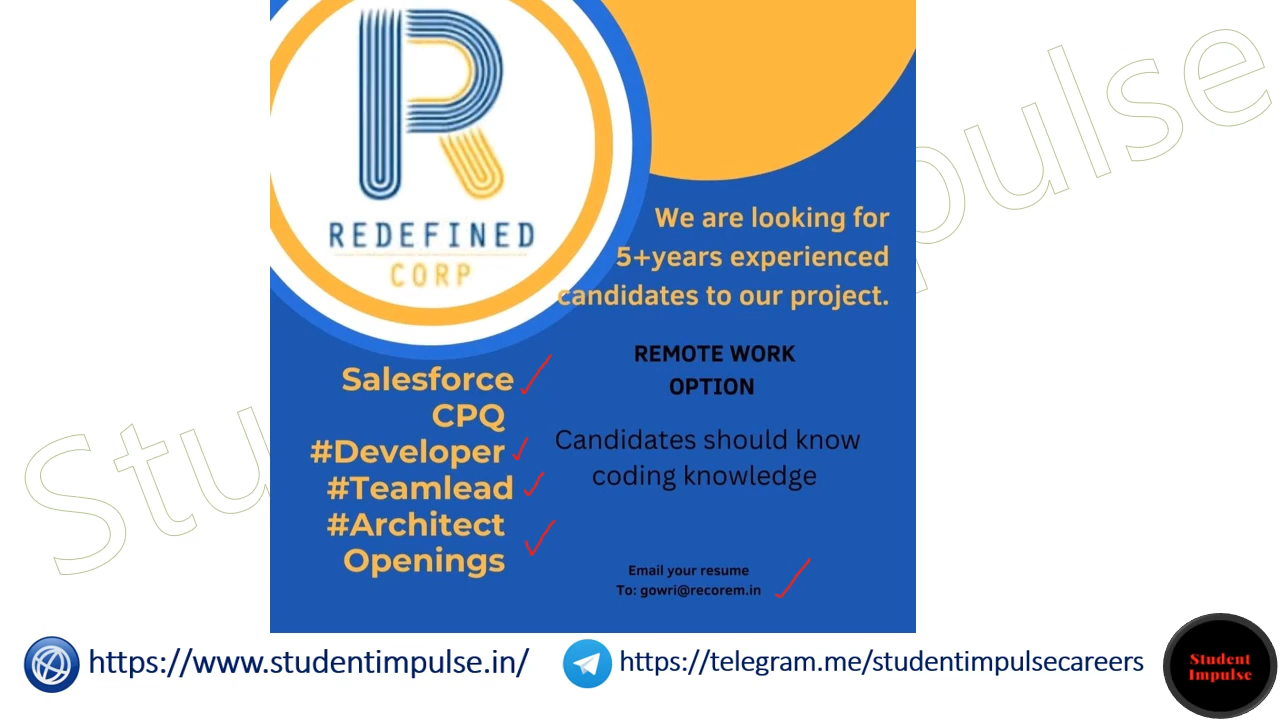 REDEFINED
CORP
We are looking for
5+years experienced
candidates to our project.
REMOTE WORK
OPTION
Candidates should know
coding knowledge
Salesforce
CPQ
#Developer
#Teamlead
#Architect
Openings
Email your resume
To: gowri@recorem.in
Student Impulse
https://www.studentimpulse.in/
https://telegram.me/studentimpulsecareers
Student
Impulse